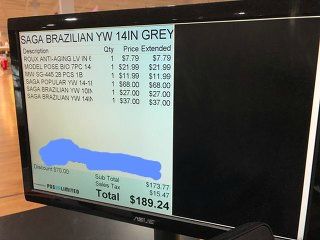 SAGA BRAZILIAN YW 14IN GREY
Description Qty Price Extended
ROUX ANTI-AGING LV IN 6 1 $7.79 $7.79
MODEL POSE BIO 7PC 14 1 $21.99 $21.99
MW SG-445 28 PCS 1B 1 $11.99 $11.99
SAGA POPULAR YW 14-18 1 $68.00 $68.00
SAGA BRAZILIAN YW 10IN 1 $27.00 $27.00
SAGA BRAZILIAN YW 14IN 1 $37.00 $37.00
Discount $70.00
Sub Total $173.77
Sales Tax $15.47
Total $189.24
POSUNLIMITED
ASUS